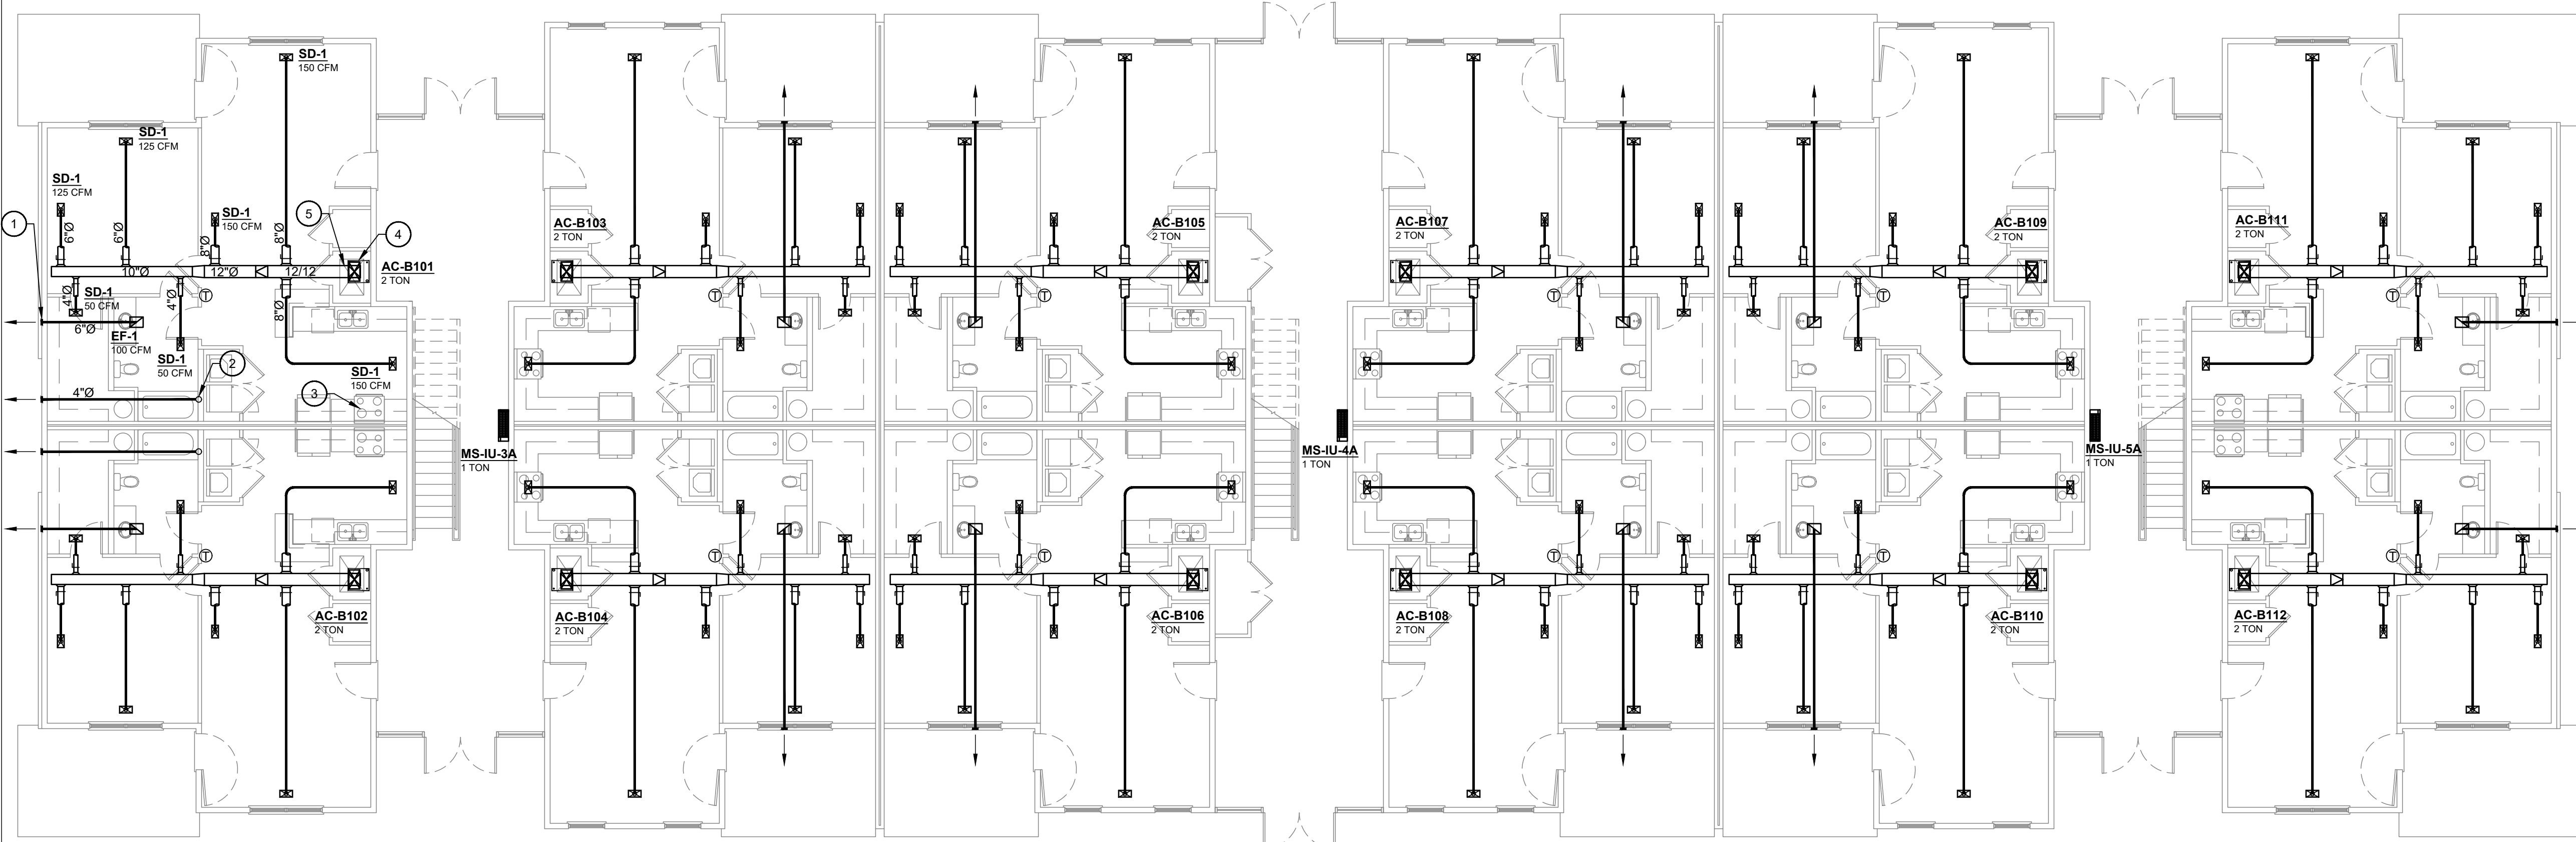 SD-1
150 CFM
SD-1
125 CFM
SD-1
125 CFM
SD-1
150 CFM
1
5
4
6"Ø
6"Ø
8"Ø
8"Ø
10"Ø
12"Ø
12/12
AC-B101
2 TON
4"Ø
SD-1
50 CFM
4"Ø
8"Ø
T
6"Ø
EF-1
100 CFM
SD-1
50 CFM
2
SD-1
150 CFM
3
4"Ø
T
AC-B102
2 TON
MS-IU-3A
1 TON
AC-B103
2 TON
T
T
AC-B104
2 TON
AC-B105
2 TON
T
T
AC-B106
2 TON
MS-IU-4A
1 TON
AC-B107
2 TON
T
T
AC-B108
2 TON
AC-B109
2 TON
T
T
AC-B110
2 TON
MS-IU-5A
1 TON
AC-B111
2 TON
T
T
AC-B112
2 TON